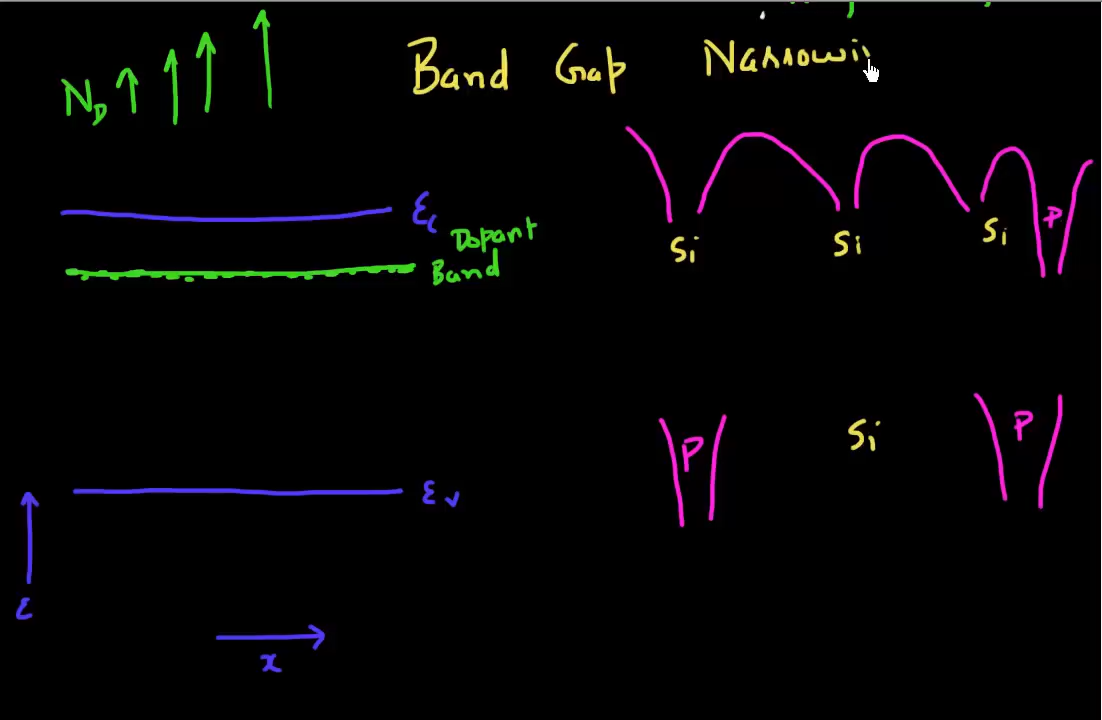 Band Gap Narrowi
N_D
E_c
Dopant
Band
Si Si Si P
P Si P
E_v
E
x